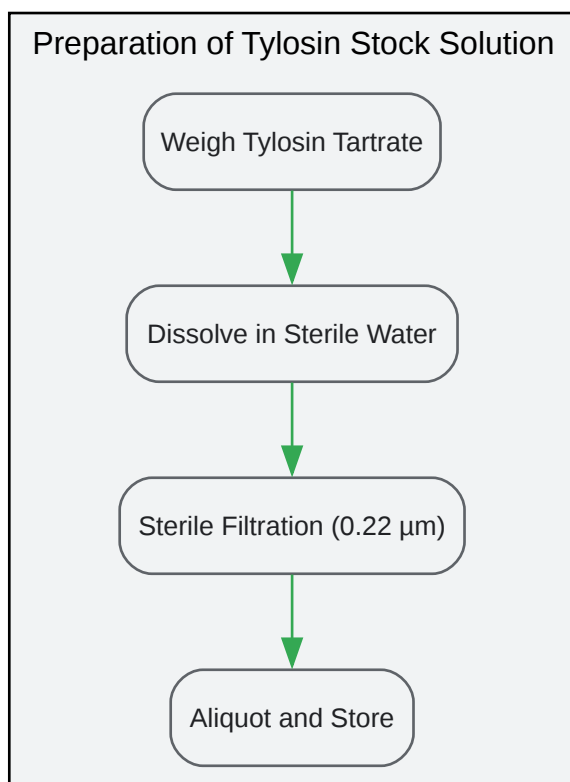 Preparation of Tylosin Stock Solution
Weigh Tylosin Tartrate
Dissolve in Sterile Water
Sterile Filtration (0.22 µm)
Aliquot and Store